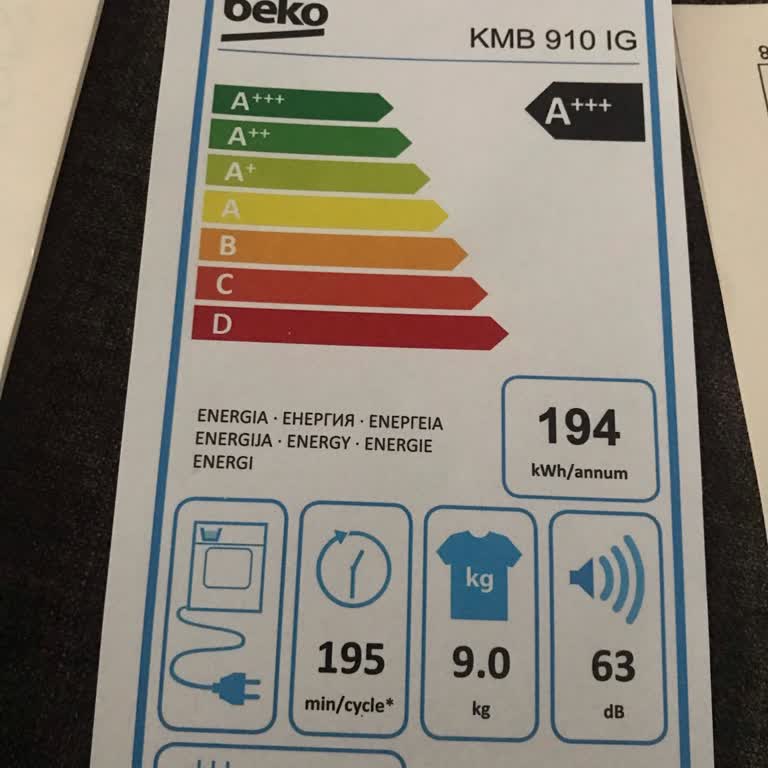 beko
KMB 910 IG
A+++
A+++
A++
A+
A
B
C
D
ENERGIA · ЕНЕРГИЯ · ΕΝΕΡΓΕΙΑ
ENERGIJA · ENERGY · ENERGIE
ENERGI
194
kWh/annum
195
min/cycle*
kg
9.0
kg
63
dB
8